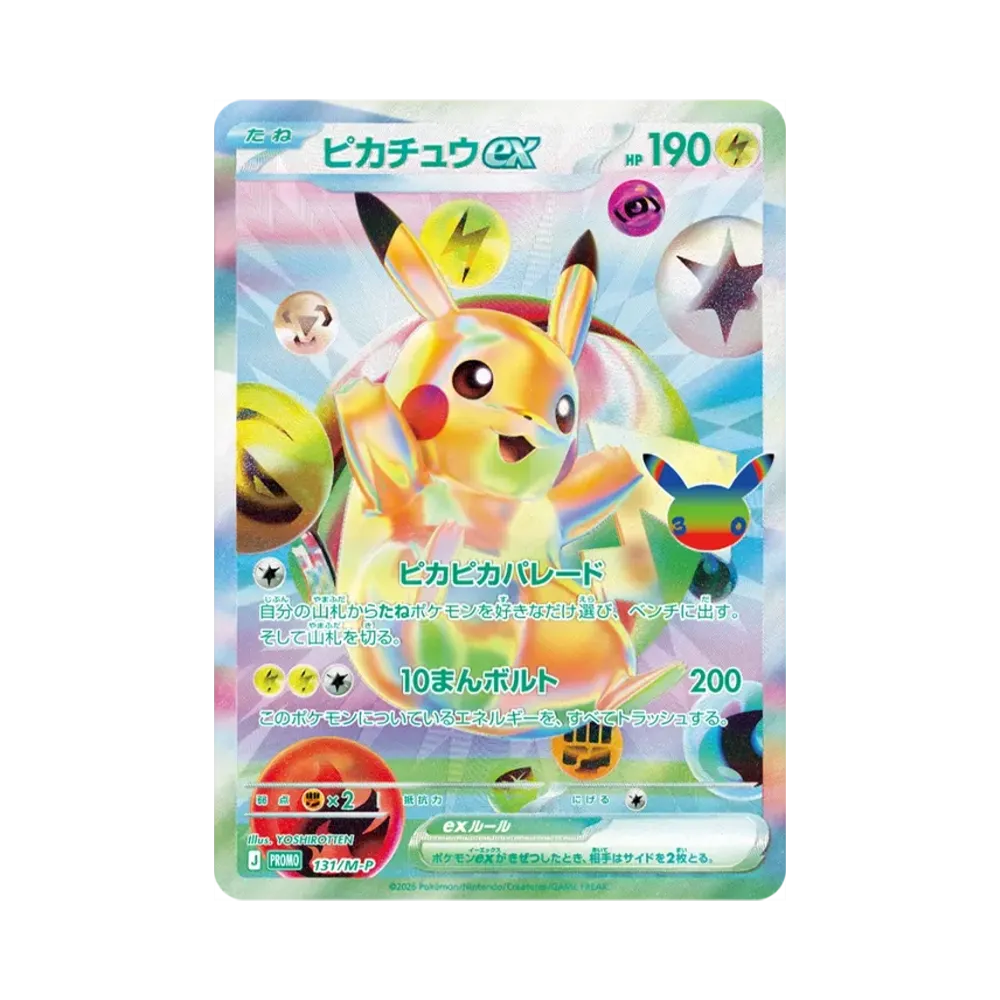 たね ピカチュウex HP 190
30
ピカピカパレード
自分の山札からたねポケモンを好きなだけ選び、ベンチに出す。
そして山札を切る。
10まんボルト 200
このポケモンについているエネルギーを、すべてトラッシュする。
弱点 ×2 抵抗力 にげる
Illus. YOSHIROTTEN
exルール
ポケモンexがきぜつしたとき、相手はサイドを2枚とる。
J PROMO 131/M-P
©2026 Pokémon/Nintendo/Creatures/GAME FREAK.